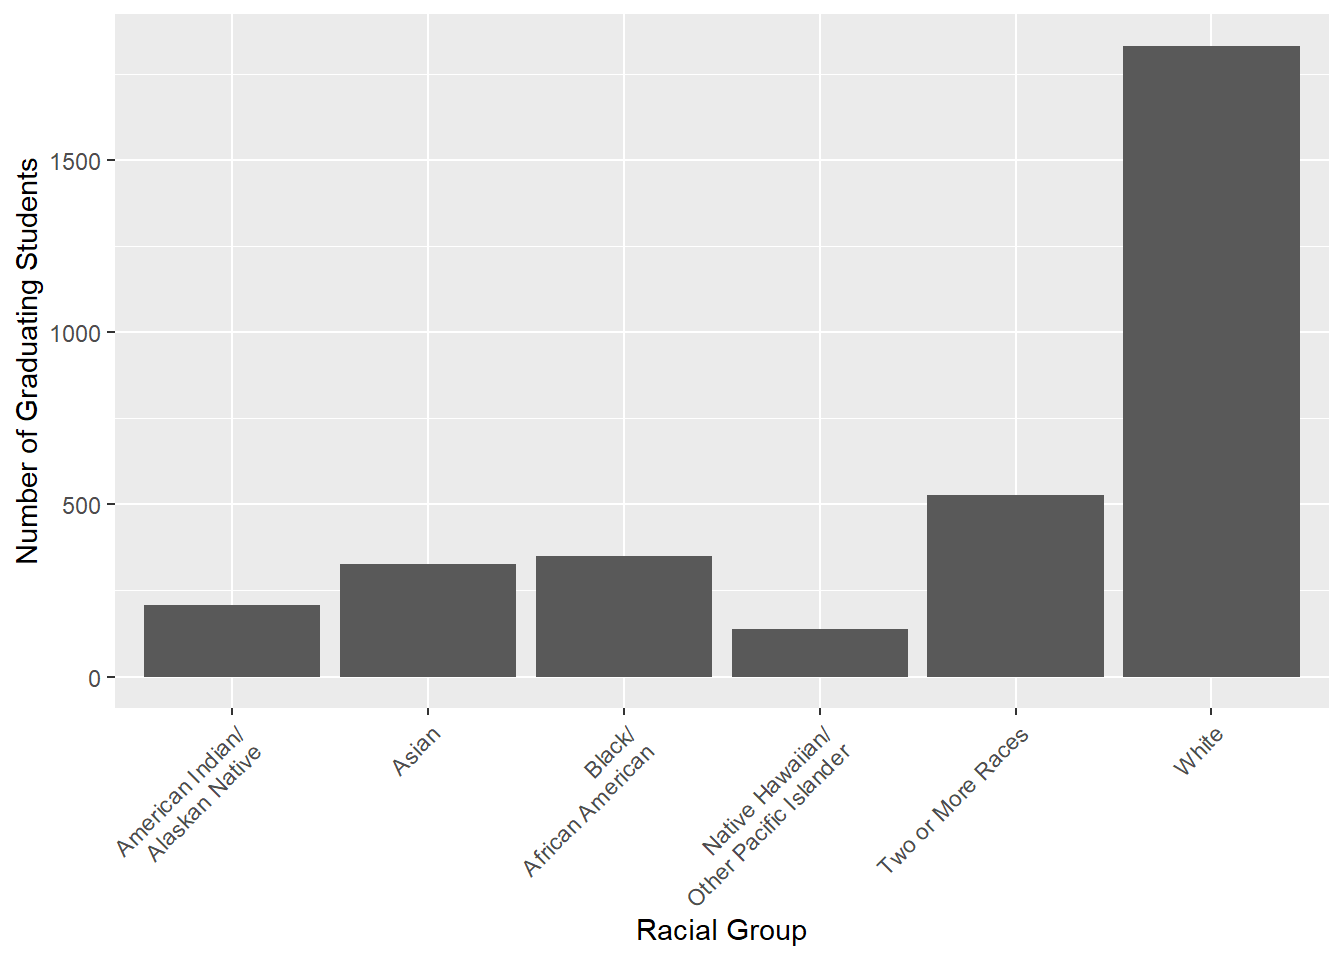 Number of Graduating Students
1500
1000
500
0
American Indian/
Alaskan Native
Asian
Black/
African American
Native Hawaiian/
Other Pacific Islander
Two or More Races
White
Racial Group